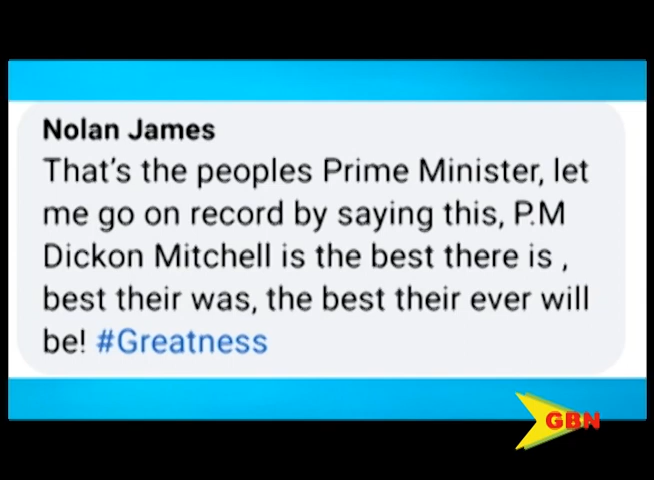 Nolan James
That's the peoples Prime Minister, let
me go on record by saying this, P.M
Dickon Mitchell is the best there is ,
best their was, the best their ever will
be! #Greatness
GBN